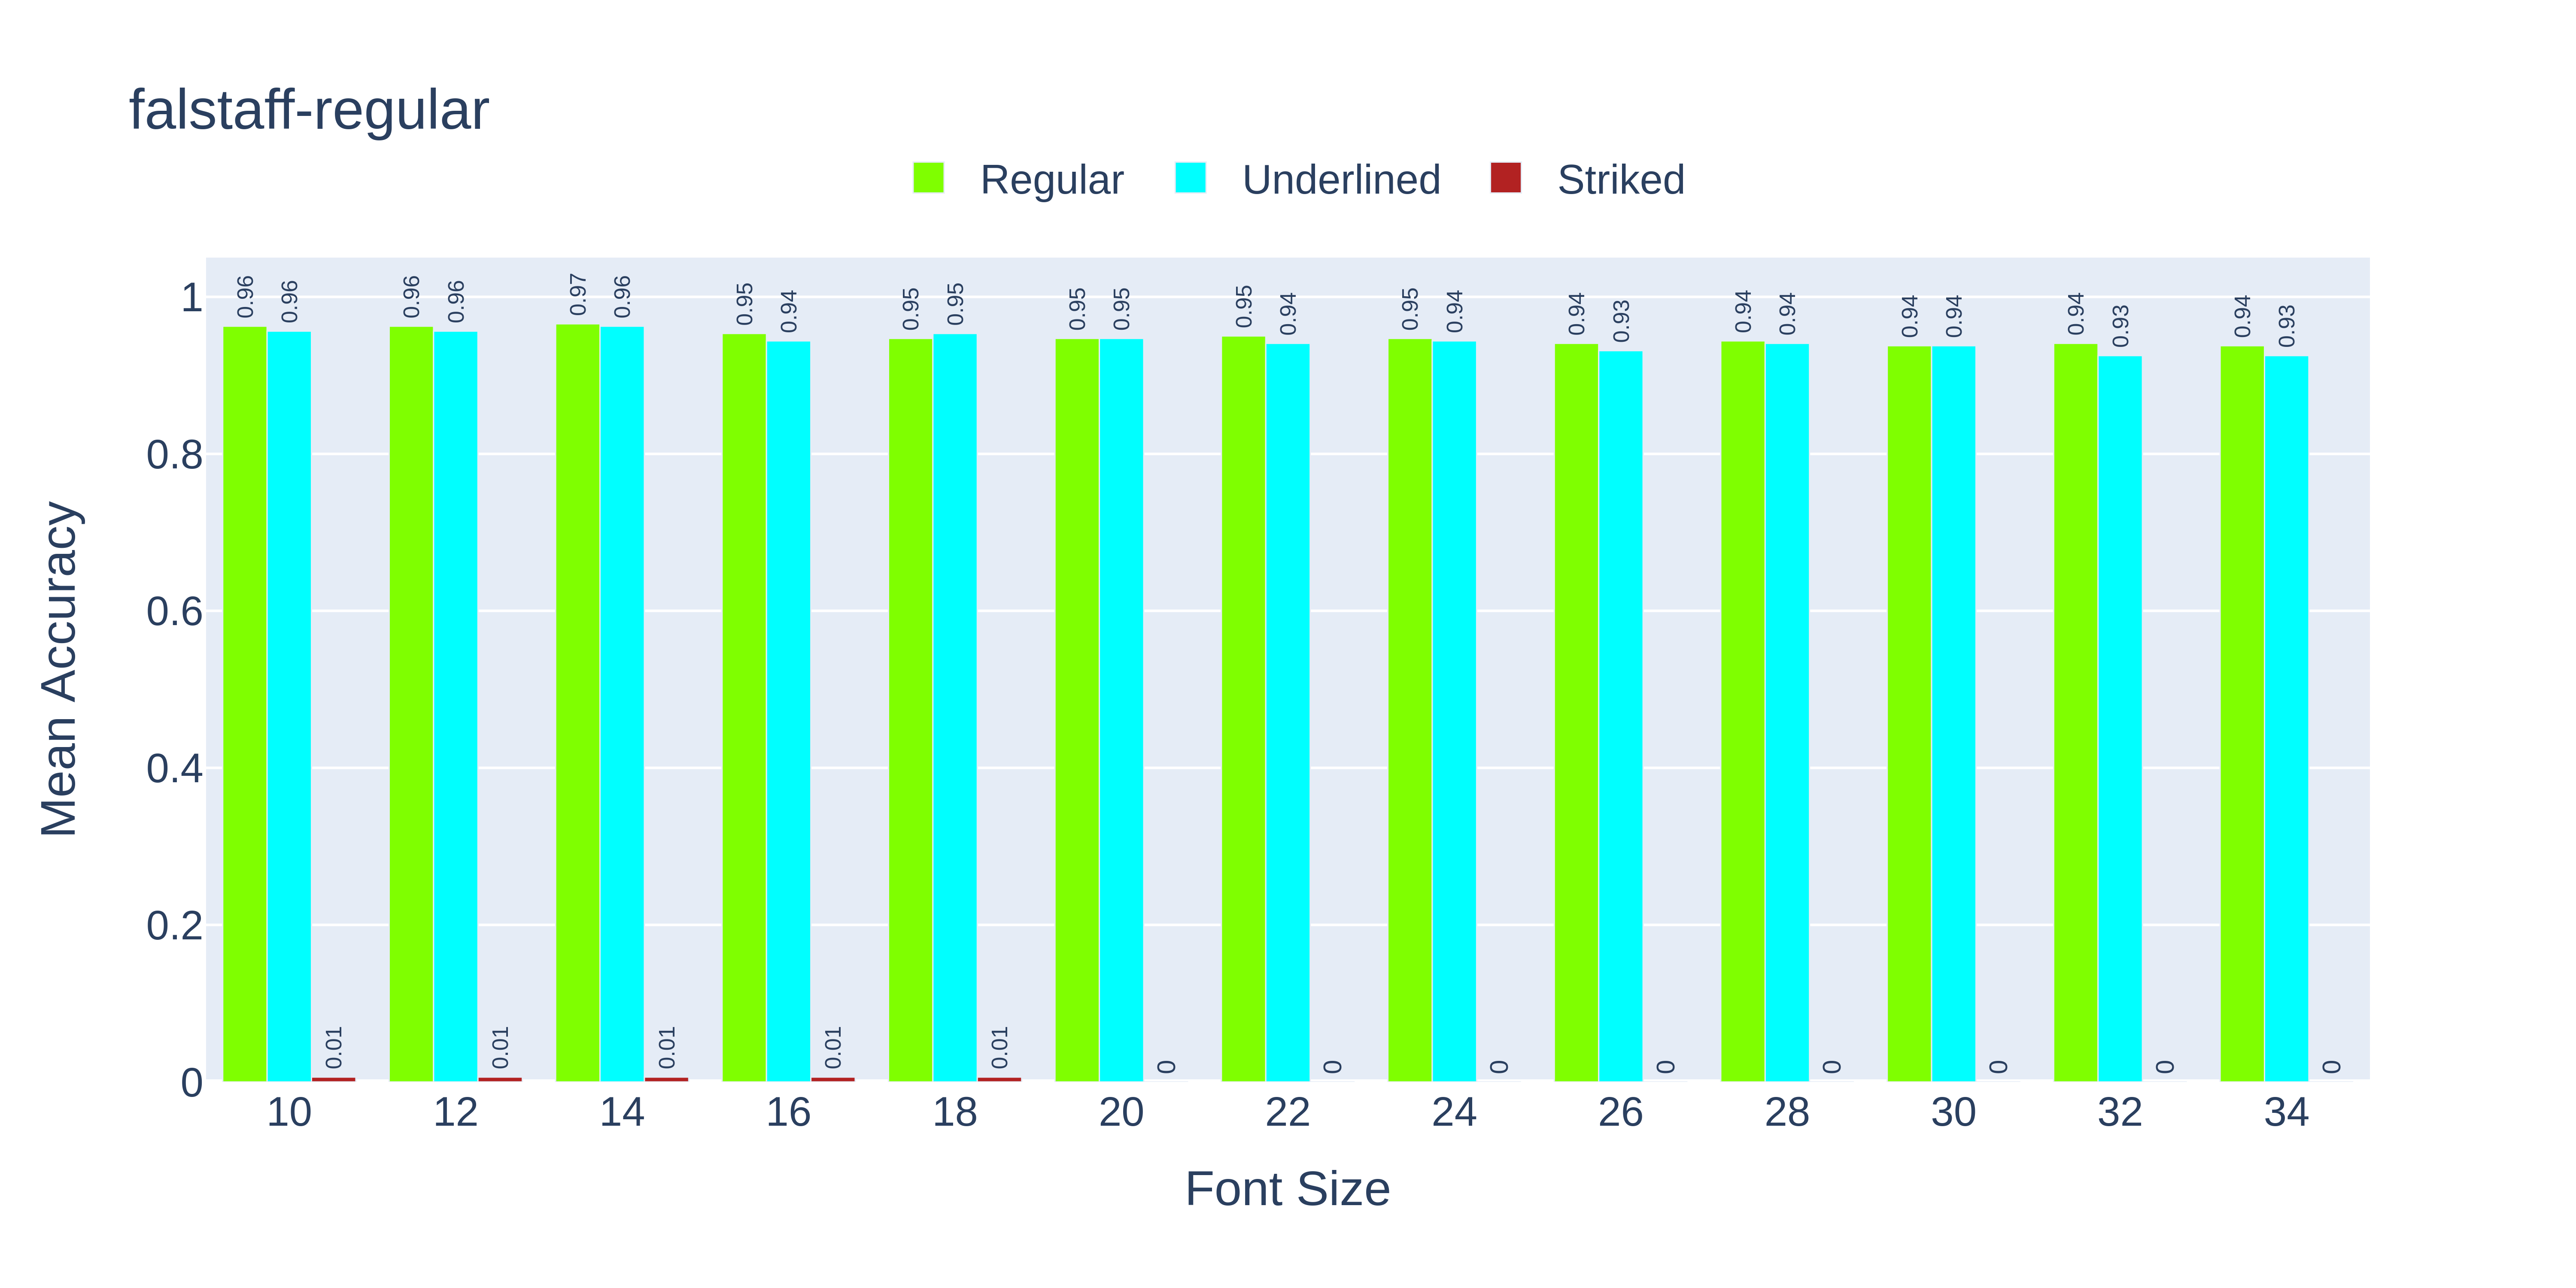 falstaff-regular
Regular Underlined Striked
0.96 0.96 0.01 0.96 0.96 0.01 0.97 0.96 0.01 0.95 0.94 0.01 0.95 0.95 0.01 0.95 0.95 0 0.95 0.94 0 0.95 0.94 0 0.94 0.93 0 0.94 0.94 0 0.94 0.94 0 0.94 0.93 0 0.94 0.93 0
1
0.8
0.6
0.4
0.2
0
Mean Accuracy
10 12 14 16 18 20 22 24 26 28 30 32 34
Font Size